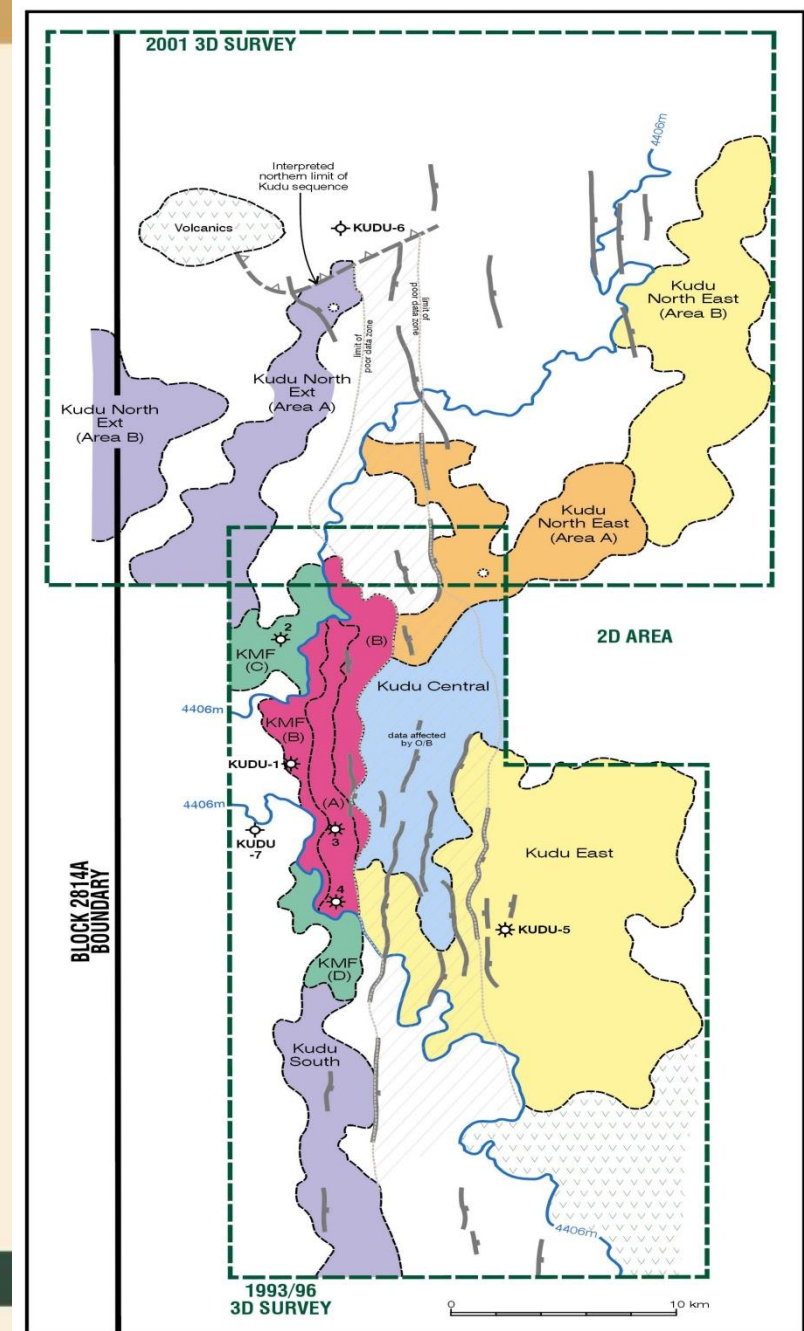 2001 3D SURVEY
4406m
Interpreted
northern limit of
Kudu sequence
Volcanics
KUDU-6
limit of
poor data zone
limit of
poor data zone
Kudu
North East
(Area B)
Kudu North
Ext
(Area A)
Kudu North
Ext
(Area B)
Kudu
North East
(Area A)
2
KMF
(C)
(B)
2D AREA
Kudu Central
4406m
KMF
(B)
data affected
by O/B
KUDU-1
4406m
(A)
3
KUDU
-7
Kudu East
4
KUDU-5
BLOCK 2814A
BOUNDARY
KMF
(D)
Kudu
South
4406m
1993/96
3D SURVEY
0 10 km